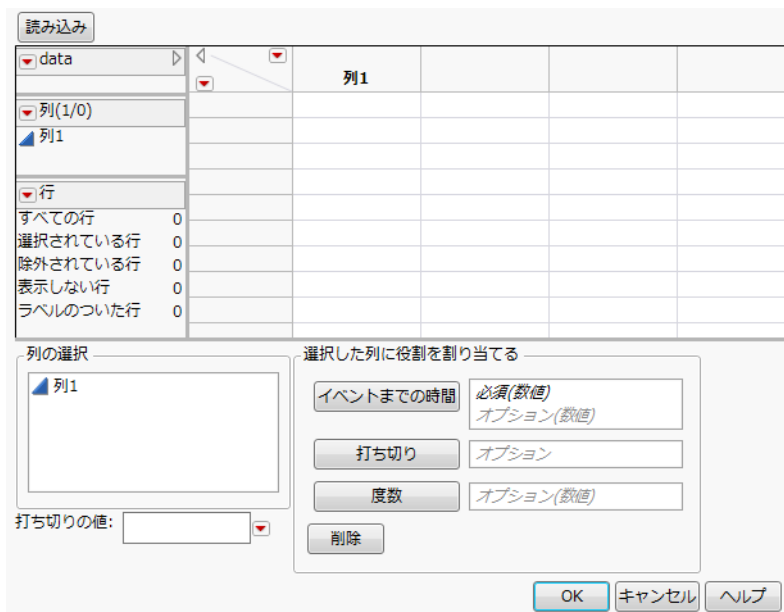 読み込み
data
列1
列(1/0)
列1
行
すべての行 0
選択されている行 0
除外されている行 0
表示しない行 0
ラベルのついた行 0
列の選択
列1
打ち切りの値:
選択した列に役割を割り当てる
イベントまでの時間 必須(数値)
オプション(数値)
打ち切り オプション
度数 オプション(数値)
削除
OK キャンセル ヘルプ